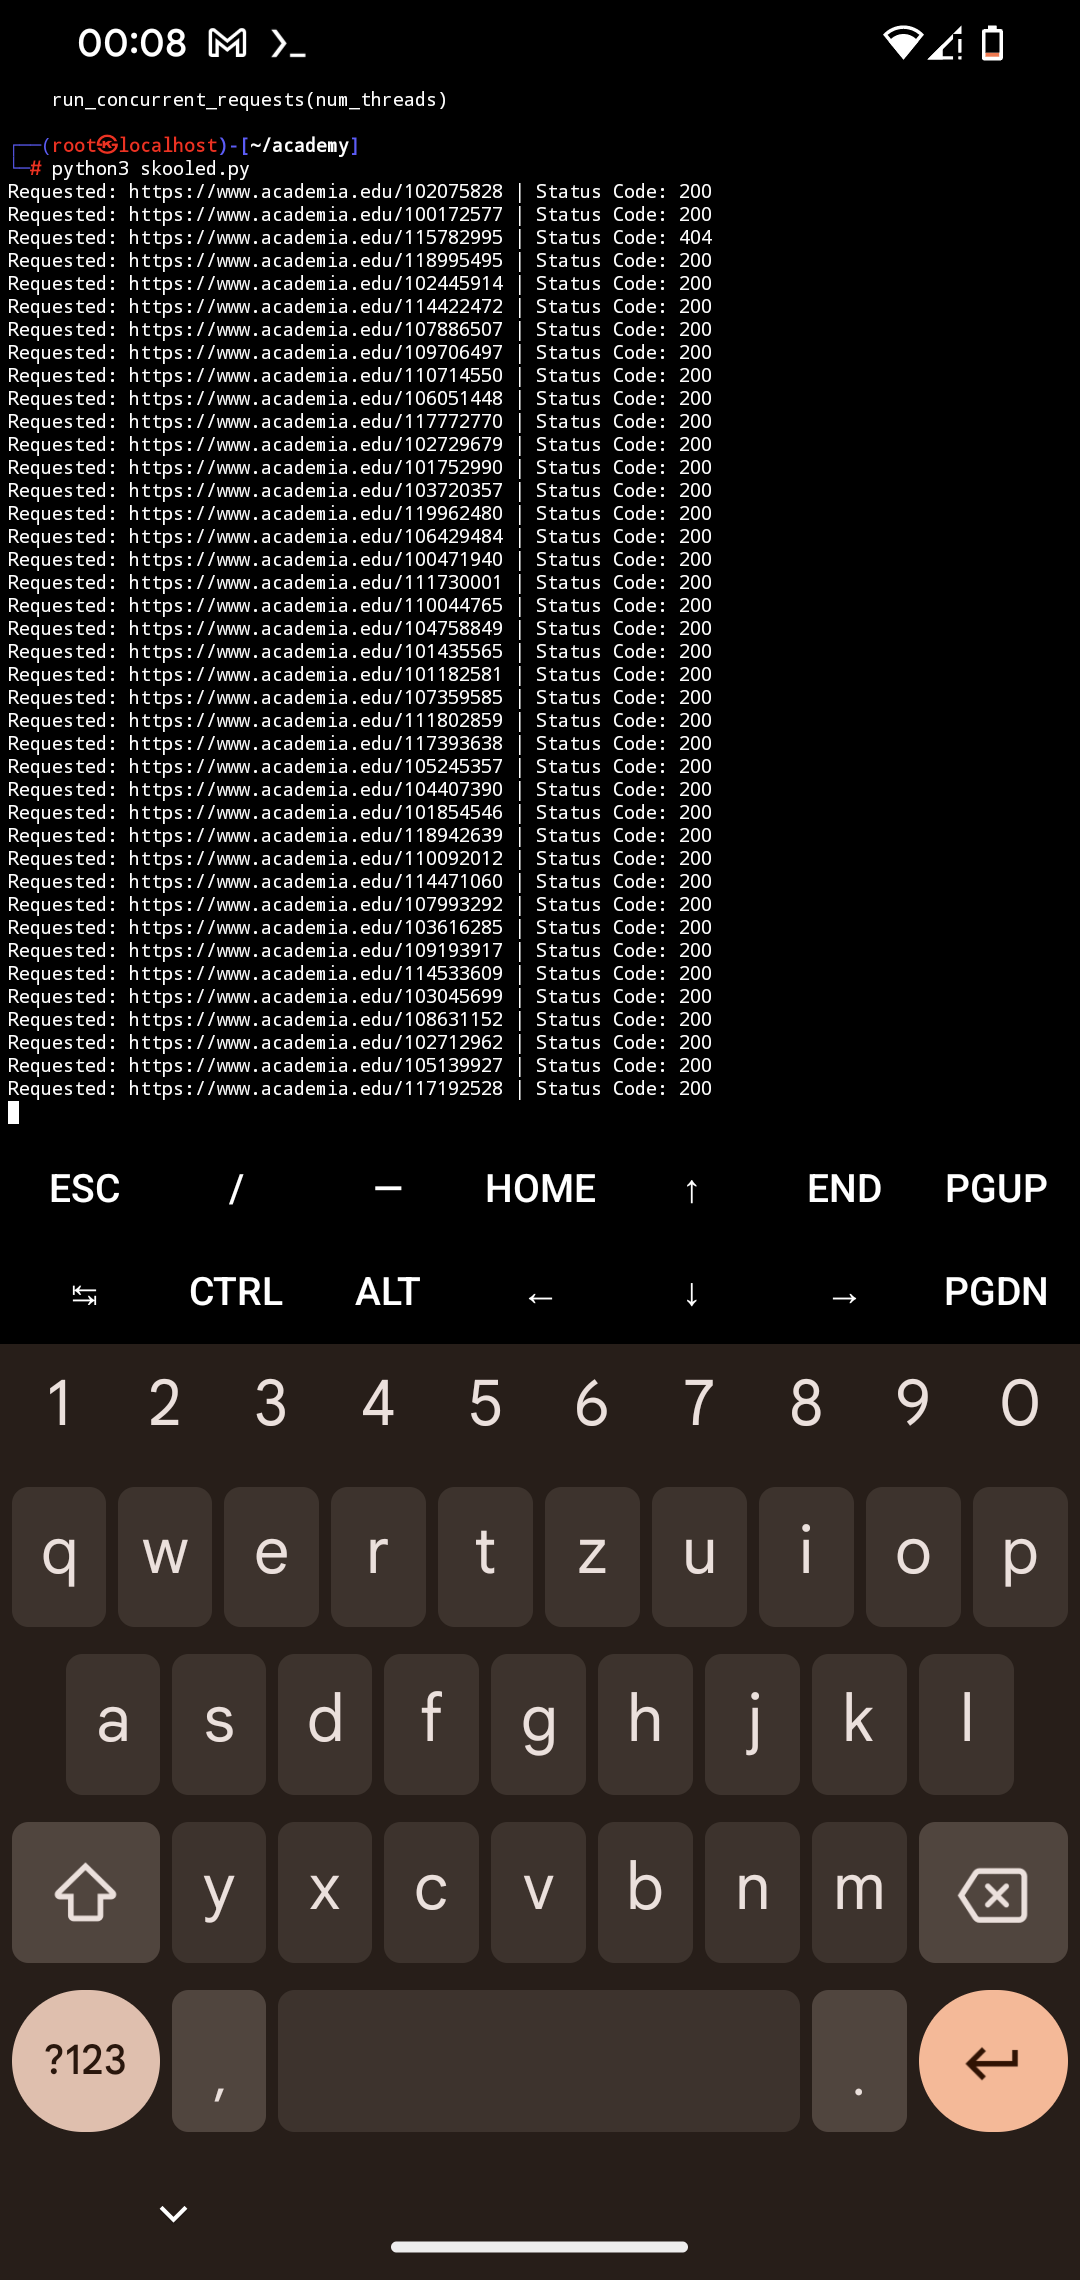 00:08
run_concurrent_requests(num_threads)
┌──(root㉿localhost)-[~/academy]
└─# python3 skooled.py
Requested: https://www.academia.edu/102075828 | Status Code: 200
Requested: https://www.academia.edu/100172577 | Status Code: 200
Requested: https://www.academia.edu/115782995 | Status Code: 404
Requested: https://www.academia.edu/118995495 | Status Code: 200
Requested: https://www.academia.edu/102445914 | Status Code: 200
Requested: https://www.academia.edu/114422472 | Status Code: 200
Requested: https://www.academia.edu/107886507 | Status Code: 200
Requested: https://www.academia.edu/109706497 | Status Code: 200
Requested: https://www.academia.edu/110714550 | Status Code: 200
Requested: https://www.academia.edu/106051448 | Status Code: 200
Requested: https://www.academia.edu/117772770 | Status Code: 200
Requested: https://www.academia.edu/102729679 | Status Code: 200
Requested: https://www.academia.edu/101752990 | Status Code: 200
Requested: https://www.academia.edu/103720357 | Status Code: 200
Requested: https://www.academia.edu/119962480 | Status Code: 200
Requested: https://www.academia.edu/106429484 | Status Code: 200
Requested: https://www.academia.edu/100471940 | Status Code: 200
Requested: https://www.academia.edu/111730001 | Status Code: 200
Requested: https://www.academia.edu/110044765 | Status Code: 200
Requested: https://www.academia.edu/104758849 | Status Code: 200
Requested: https://www.academia.edu/101435565 | Status Code: 200
Requested: https://www.academia.edu/101182581 | Status Code: 200
Requested: https://www.academia.edu/107359585 | Status Code: 200
Requested: https://www.academia.edu/111802859 | Status Code: 200
Requested: https://www.academia.edu/117393638 | Status Code: 200
Requested: https://www.academia.edu/105245357 | Status Code: 200
Requested: https://www.academia.edu/104407390 | Status Code: 200
Requested: https://www.academia.edu/101854546 | Status Code: 200
Requested: https://www.academia.edu/118942639 | Status Code: 200
Requested: https://www.academia.edu/110092012 | Status Code: 200
Requested: https://www.academia.edu/114471060 | Status Code: 200
Requested: https://www.academia.edu/107993292 | Status Code: 200
Requested: https://www.academia.edu/103616285 | Status Code: 200
Requested: https://www.academia.edu/109193917 | Status Code: 200
Requested: https://www.academia.edu/114533609 | Status Code: 200
Requested: https://www.academia.edu/103045699 | Status Code: 200
Requested: https://www.academia.edu/108631152 | Status Code: 200
Requested: https://www.academia.edu/102712962 | Status Code: 200
Requested: https://www.academia.edu/105139927 | Status Code: 200
Requested: https://www.academia.edu/117192528 | Status Code: 200
ESC / — HOME ↑ END PGUP
↹ CTRL ALT ← ↓ → PGDN
1 2 3 4 5 6 7 8 9 0
q w e r t z u i o p
a s d f g h j k l
y x c v b n m
?123 , .